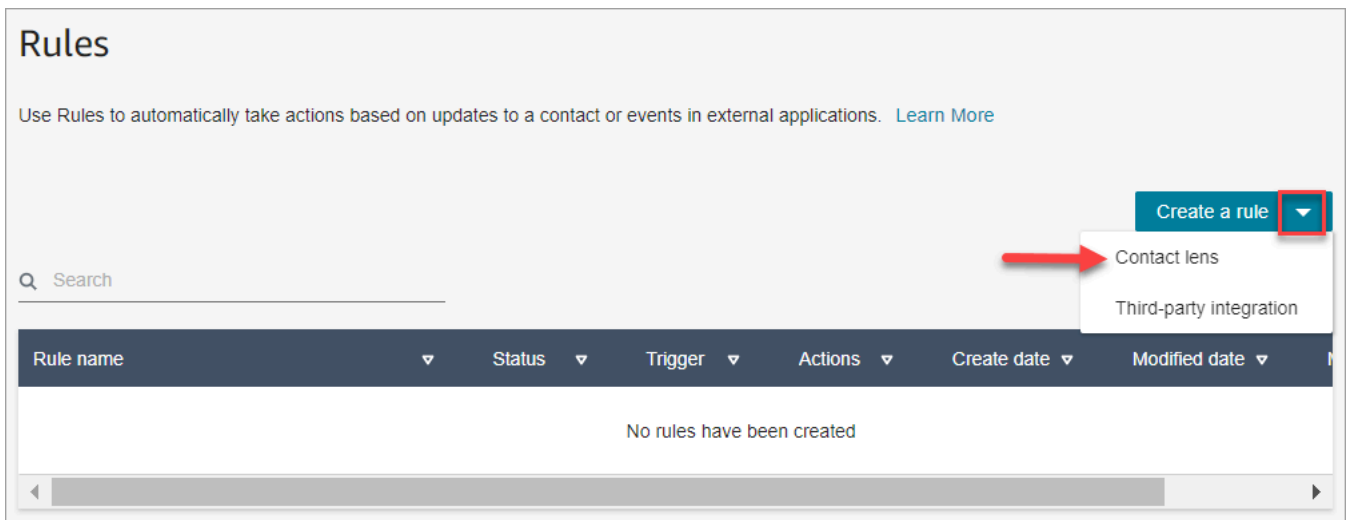 Rules
Use Rules to automatically take actions based on updates to a contact or events in external applications. Learn More
Create a rule
Contact lens
Search
Third-party integration
Rule name Status Trigger Actions Create date Modified date
No rules have been created